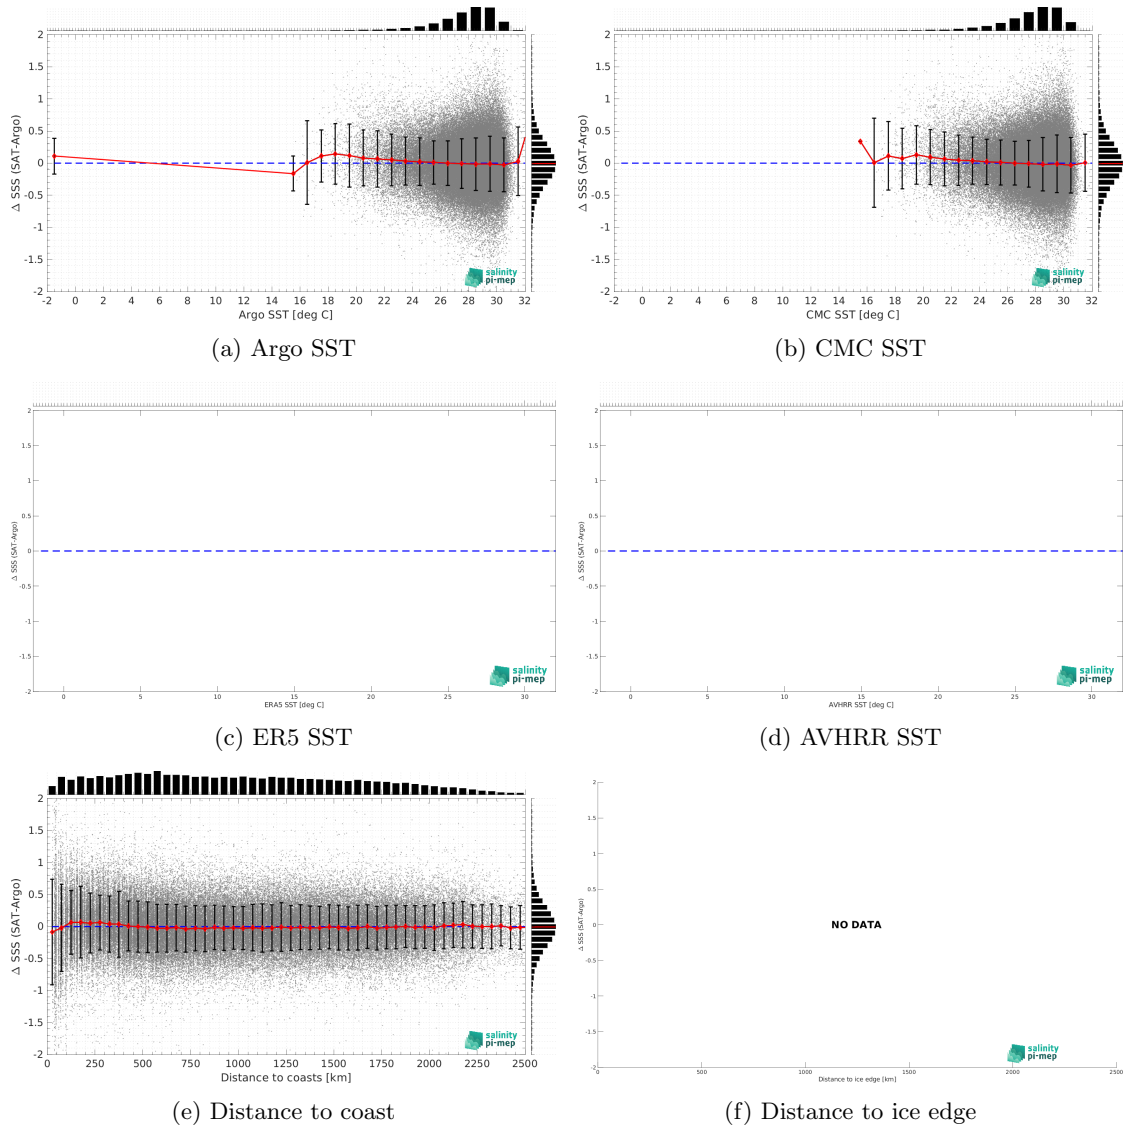 2
1.5
1
0.5
0
-0.5
-1
-1.5
-2
Δ SSS (SAT-Argo)
-2 0 2 4 6 8 10 12 14 16 18 20 22 24 26 28 30 32
Argo SST [deg C]
salinity
pi-mep
(a) Argo SST
2
1.5
1
0.5
0
-0.5
-1
-1.5
-2
Δ SSS (SAT-Argo)
-2 0 2 4 6 8 10 12 14 16 18 20 22 24 26 28 30 32
CMC SST [deg C]
salinity
pi-mep
(b) CMC SST
2
1.5
1
0.5
0
-0.5
-1
-1.5
-2
Δ SSS (SAT-Argo)
0 5 10 15 20 25 30
ERA5 SST [deg C]
salinity
pi-mep
(c) ER5 SST
2
1.5
1
0.5
0
-0.5
-1
-1.5
-2
Δ SSS (SAT-Argo)
0 5 10 15 20 25 30
AVHRR SST [deg C]
salinity
pi-mep
(d) AVHRR SST
2
1.5
1
0.5
0
-0.5
-1
-1.5
-2
Δ SSS (SAT-Argo)
0 250 500 750 1000 1250 1500 1750 2000 2250 2500
Distance to coasts [km]
salinity
pi-mep
(e) Distance to coast
2
1.5
1
0.5
0
-0.5
-1
-1.5
-2
Δ SSS (SAT-Argo)
NO DATA
0 500 1000 1500 2000 2500
Distance to ice edge [km]
salinity
pi-mep
(f) Distance to ice edge